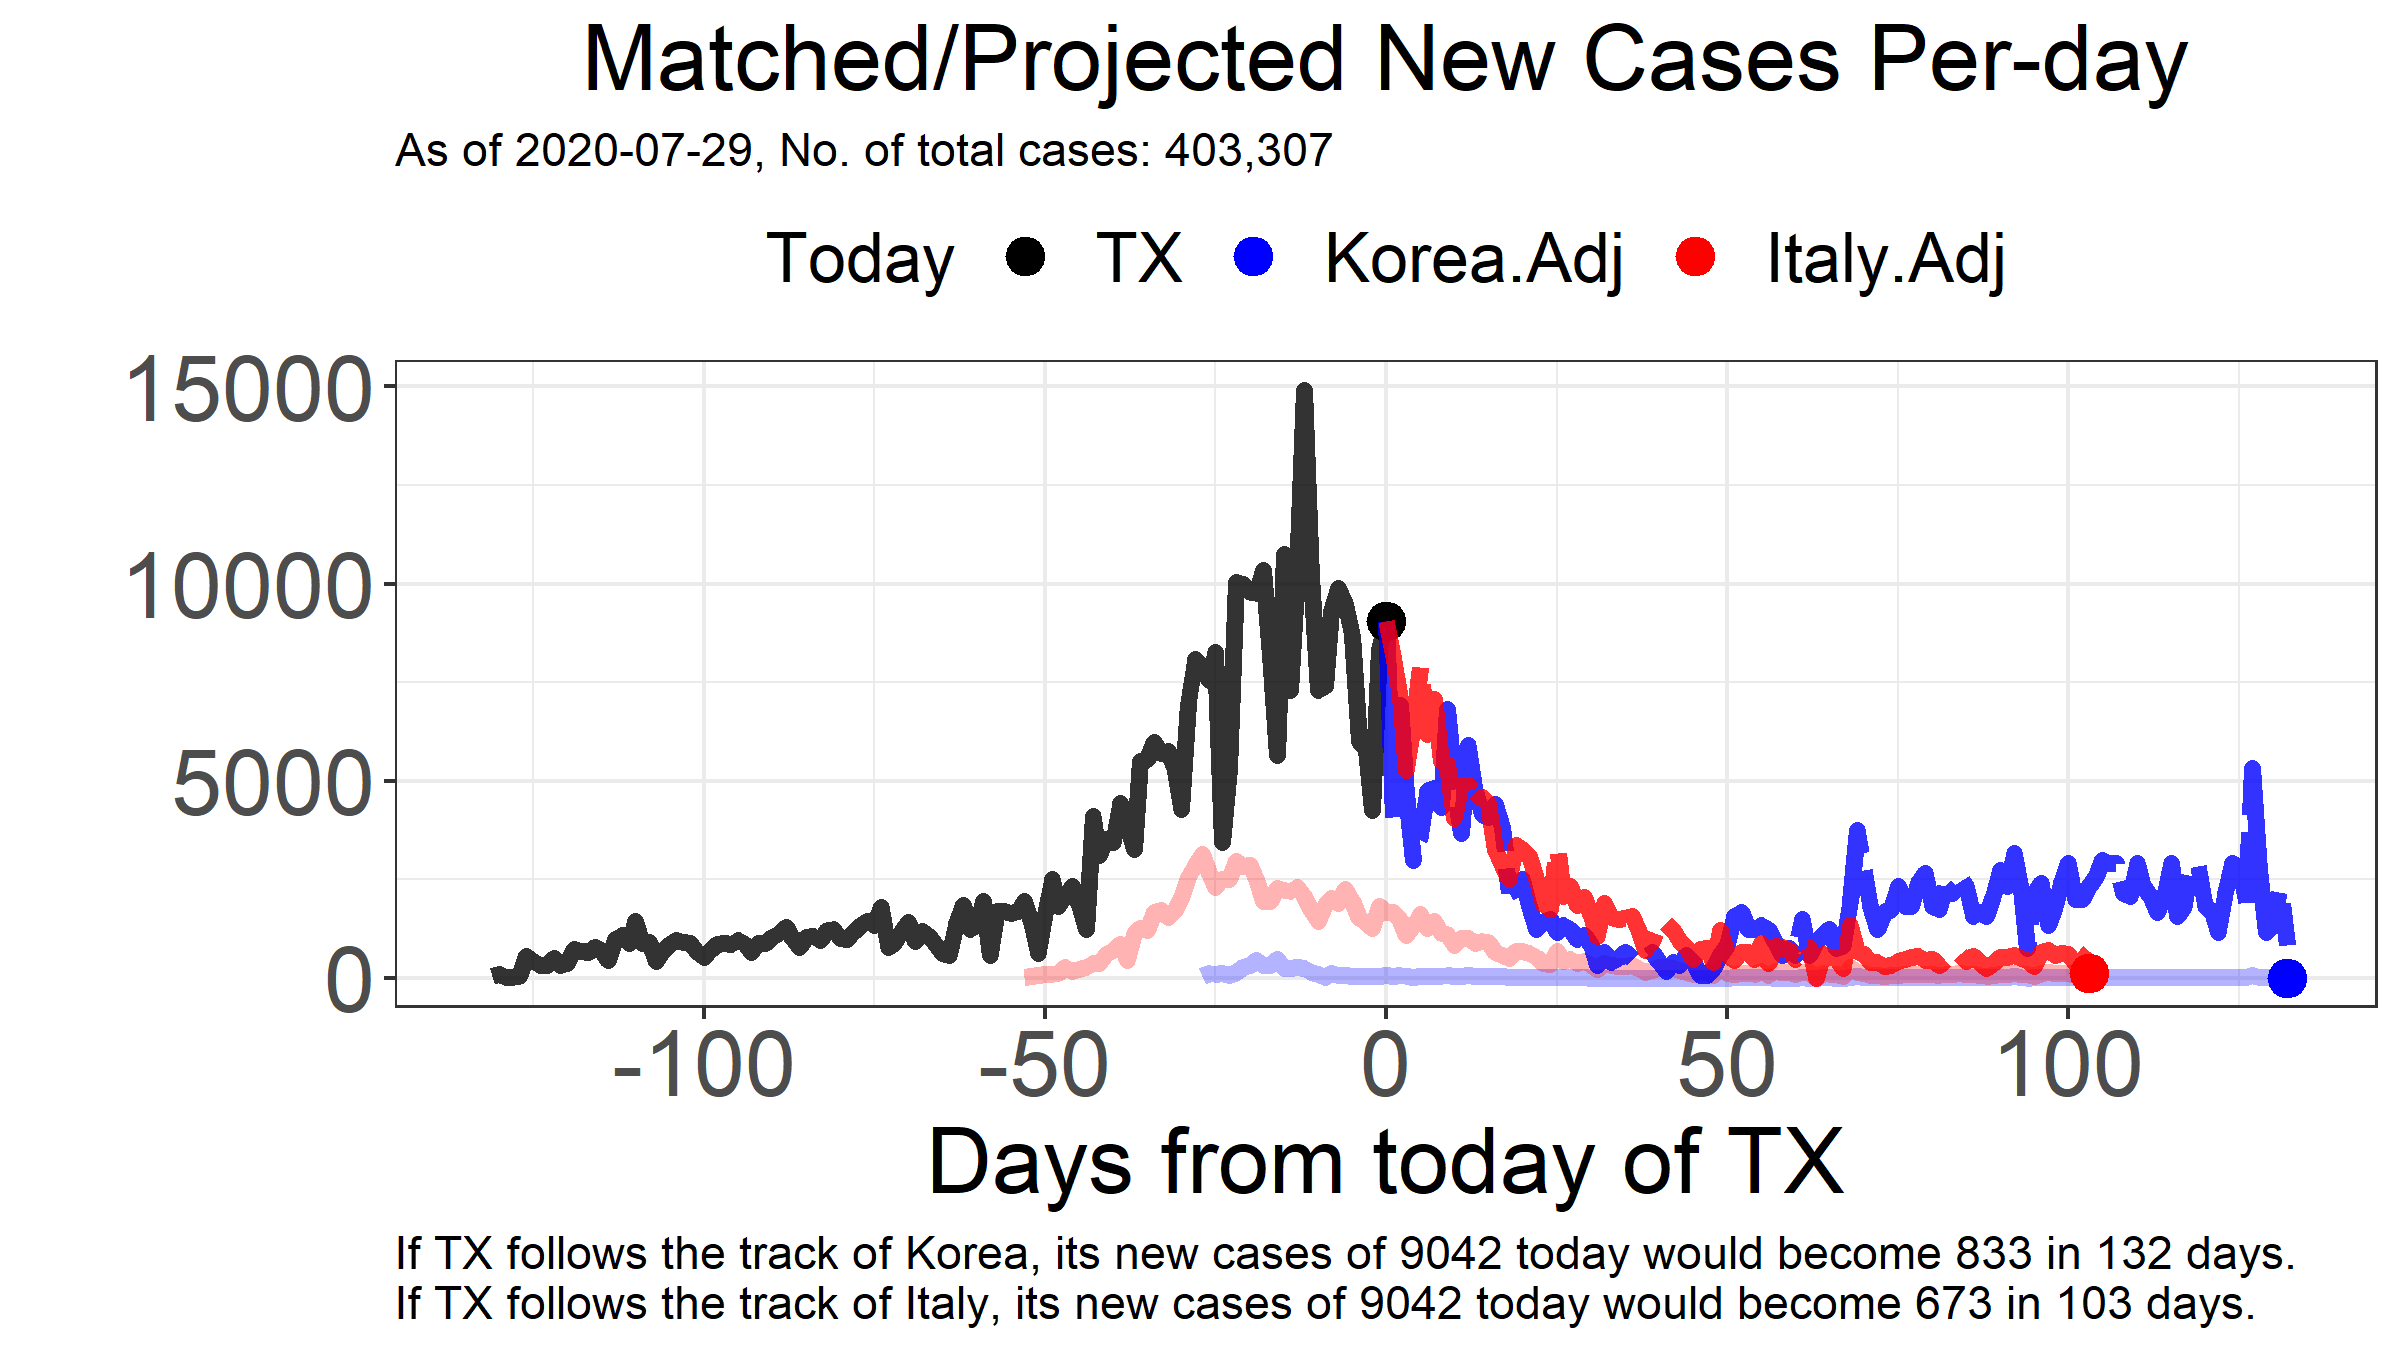 Matched/Projected New Cases Per-day
As of 2020-07-29, No. of total cases: 403,307
Today TX Korea.Adj Italy.Adj
15000
10000
5000
0
-100 -50 0 50 100
Days from today of TX
If TX follows the track of Korea, its new cases of 9042 today would become 833 in 132 days.
If TX follows the track of Italy, its new cases of 9042 today would become 673 in 103 days.